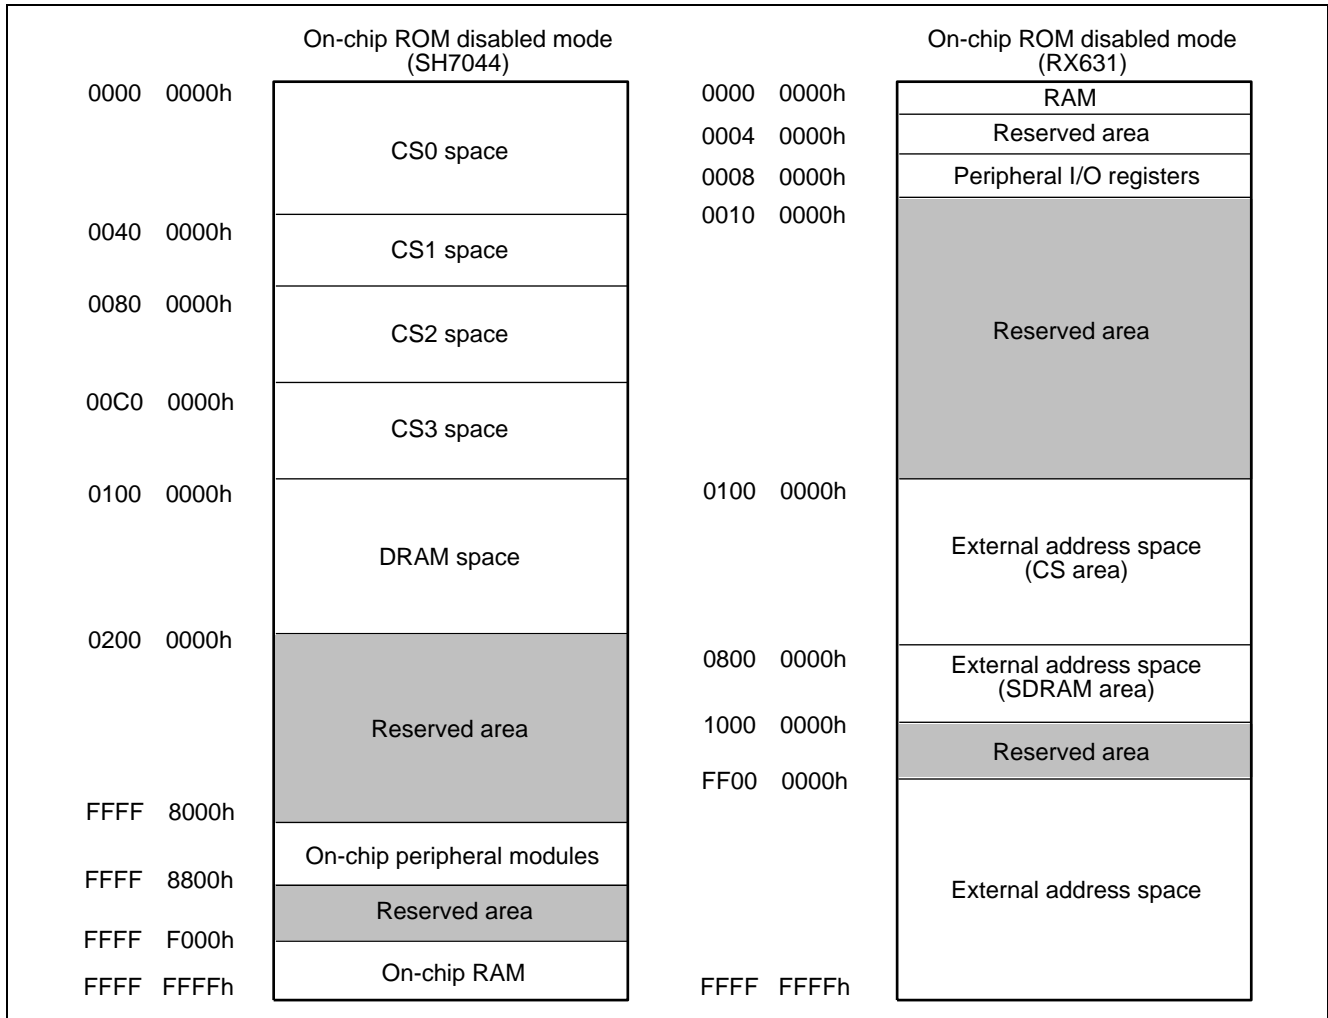 On-chip ROM disabled mode
(SH7044)
0000 0000h
CS0 space
0040 0000h
CS1 space
0080 0000h
CS2 space
00C0 0000h
CS3 space
0100 0000h
DRAM space
0200 0000h
Reserved area
FFFF 8000h
On-chip peripheral modules
FFFF 8800h
Reserved area
FFFF F000h
On-chip RAM
FFFF FFFFh
On-chip ROM disabled mode
(RX631)
0000 0000h
RAM
0004 0000h
Reserved area
0008 0000h
Peripheral I/O registers
0010 0000h
Reserved area
0100 0000h
External address space
(CS area)
0800 0000h
External address space
(SDRAM area)
1000 0000h
Reserved area
FF00 0000h
External address space
FFFF FFFFh